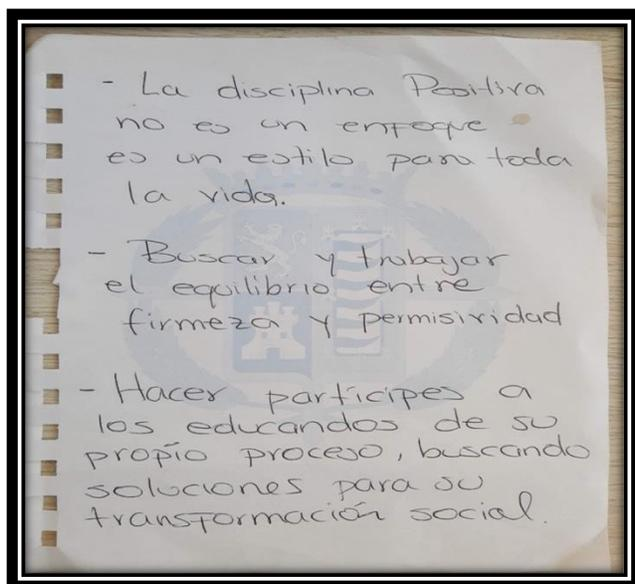 - La disciplina Positiva
no es un enfoque
es un estilo para toda
la vida.
- Buscar y trabajar
el equilibrio entre
firmeza y permisividad
- Hacer partícipes a
los educandos de su
propio proceso, buscando
soluciones para su
transformación social.